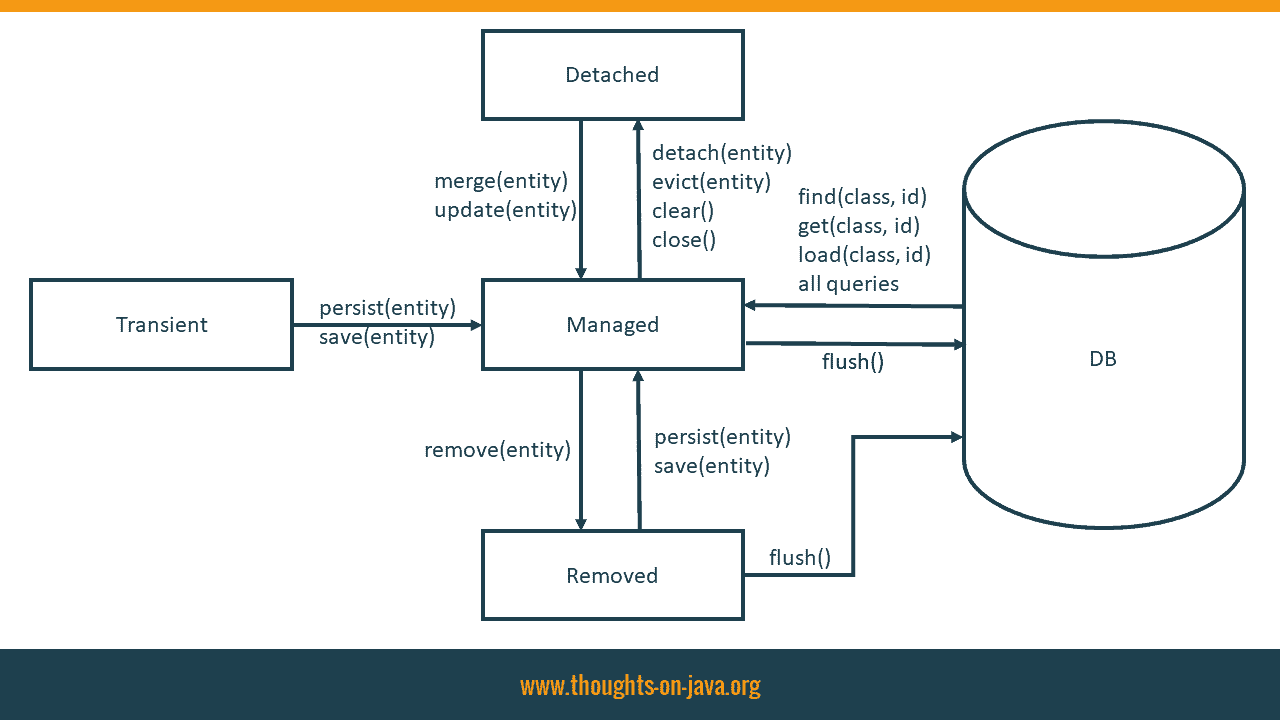 Detached
merge(entity)
update(entity)
detach(entity)
evict(entity)
clear()
close()
find(class, id)
get(class, id)
load(class, id)
all queries
Transient
persist(entity)
save(entity)
Managed
flush()
DB
remove(entity)
persist(entity)
save(entity)
Removed
flush()
www.thoughts-on-java.org